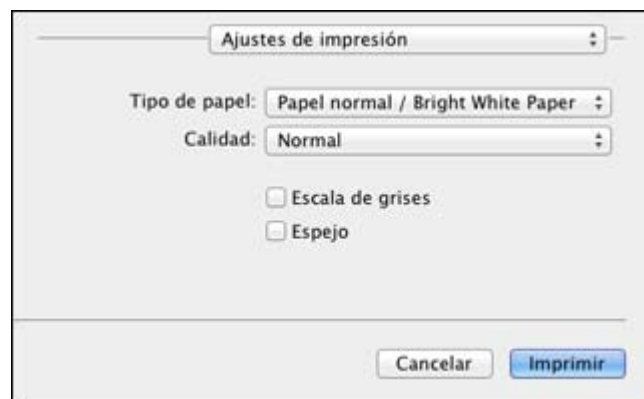 Ajustes de impresión
Tipo de papel: Papel normal / Bright White Paper
Calidad: Normal
Escala de grises
Espejo
Cancelar Imprimir